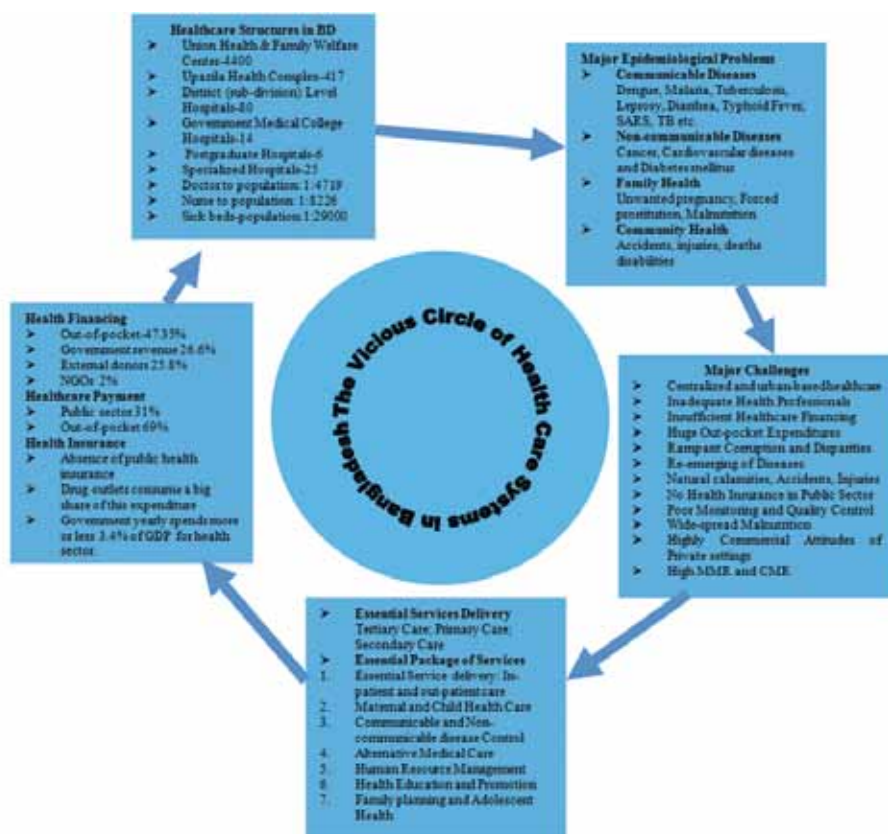 Healthcare Structures in BD
➤ Union Health & Family Welfare
Center-4400
➤ Upazila Health Complex-417
➤ District (sub-division) Level
Hospitals-80
➤ Government Medical College
Hospitals-14
➤ Postgraduate Hospitals-6
➤ Specialized Hospitals-25
➤ Doctor to population: 1:4719
➤ Nurse to population: 1:8226
➤ Sick beds-population 1:29000
Major Epidemiological Problems
➤ Communicable Diseases
Dengue, Malaria, Tuberculosis,
Leprosy, Diarrhea, Typhoid Fever,
SARS, TB etc.
➤ Non-communicable Diseases
Cancer, Cardiovascular diseases
and Diabetes mellitus
➤ Family Health
Unwanted pregnancy, Forced
prostitution, Malnutrition
➤ Community Health
Accidents, injuries, deaths
disabilities
Major Challenges
➤ Centralized and urban-based healthcare
➤ Inadequate Health Professionals
➤ Insufficient Healthcare Financing
➤ Huge Out-pocket Expenditures
➤ Rampant Corruption and Disparities
➤ Re-emerging of Diseases
➤ Natural calamities, Accidents, Injuries
➤ No Health Insurance in Public Sector
➤ Poor Monitoring and Quality Control
➤ Wide-spread Malnutrition
➤ Highly Commercial Attitudes of
Private settings
➤ High MMR and CMR
➤ Essential Services Delivery
Tertiary Care; Primary Care;
Secondary Care
➤ Essential Package of Services
1. Essential Service delivery: In-
patient and out-patient care
2. Maternal and Child Health Care
3. Communicable and Non-
communicable disease Control
4. Alternative Medical Care
5. Human Resource Management
6. Health Education and Promotion
7. Family planning and Adolescent
Health
Health Financing
➤ Out-of-pocket-47.35%
➤ Government revenue 26.6%
➤ External donors 25.8%
➤ NGOs 2%
Healthcare Payment
➤ Public sector 31%
➤ Out-of-pocket 69%
Health Insurance
➤ Absence of public health
insurance
➤ Drug outlets consume a big
share of this expenditure
➤ Government yearly spends more
or less 3.4% of GDP for health
sector.
The Vicious Circle of Health Care Systems in Bangladesh